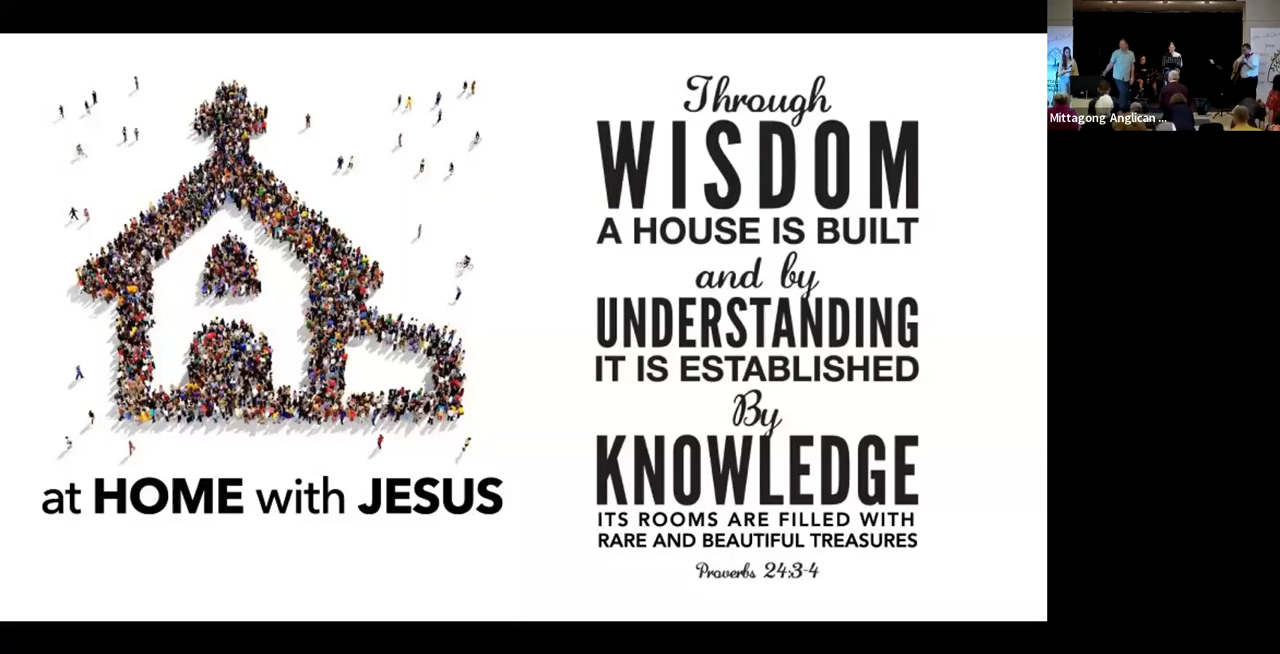 at HOME with JESUS
Through
WISDOM
A HOUSE IS BUILT
and by
UNDERSTANDING
IT IS ESTABLISHED
By
KNOWLEDGE
ITS ROOMS ARE FILLED WITH
RARE AND BEAUTIFUL TREASURES
Proverbs 24:3-4
Mittagong Anglican ...